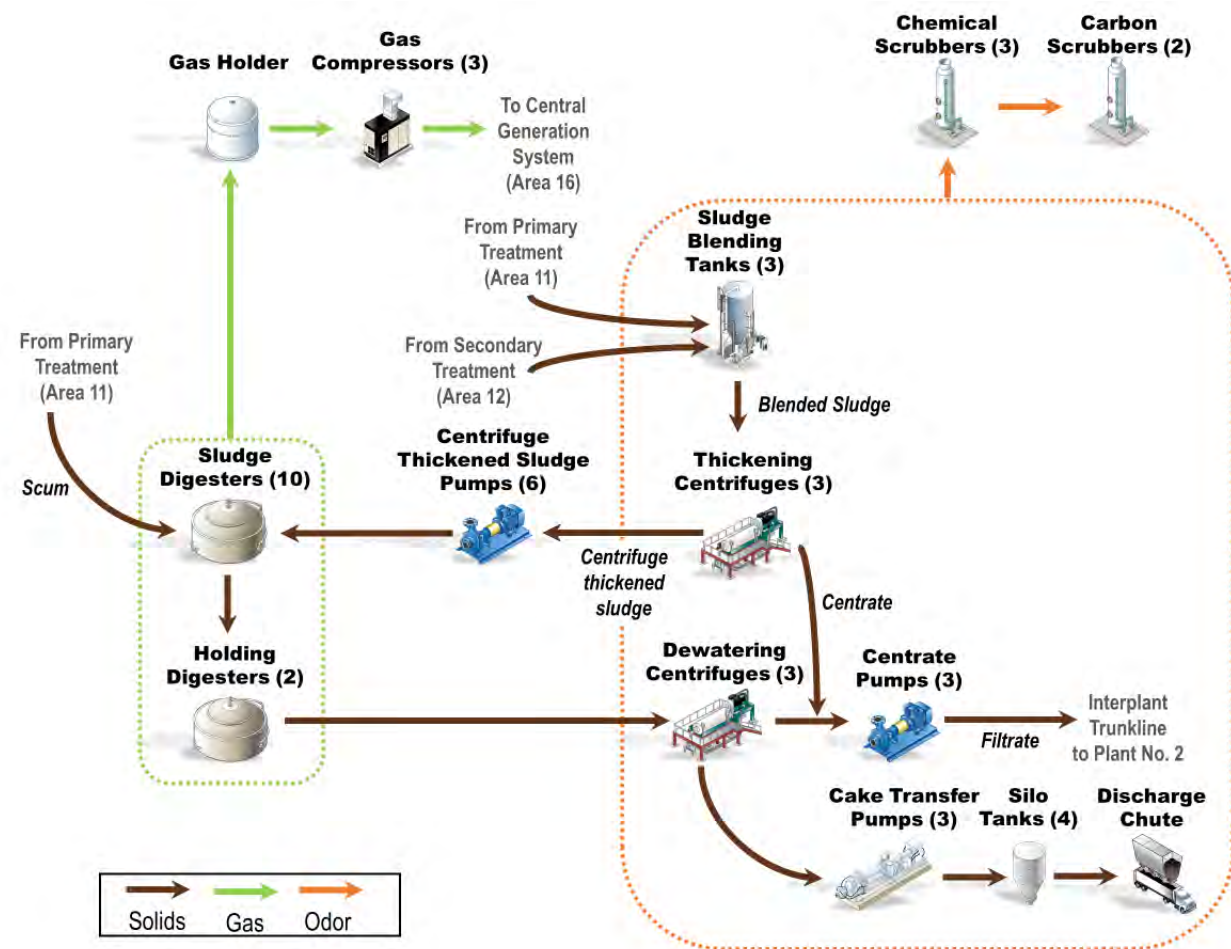 Gas Holder
Gas
Compressors (3)
To Central
Generation
System
(Area 16)
Chemical
Scrubbers (3)
Carbon
Scrubbers (2)
From Primary
Treatment
(Area 11)
Sludge
Blending
Tanks (3)
From Secondary
Treatment
(Area 12)
Blended Sludge
From Primary
Treatment
(Area 11)
Scum
Sludge
Digesters (10)
Centrifuge
Thickened Sludge
Pumps (6)
Thickening
Centrifuges (3)
Centrifuge
thickened
sludge
Centrate
Holding
Digesters (2)
Dewatering
Centrifuges (3)
Centrate
Pumps (3)
Filtrate
Interplant
Trunkline
to Plant No. 2
Cake Transfer
Pumps (3)
Silo
Tanks (4)
Discharge
Chute
Solids
Gas
Odor